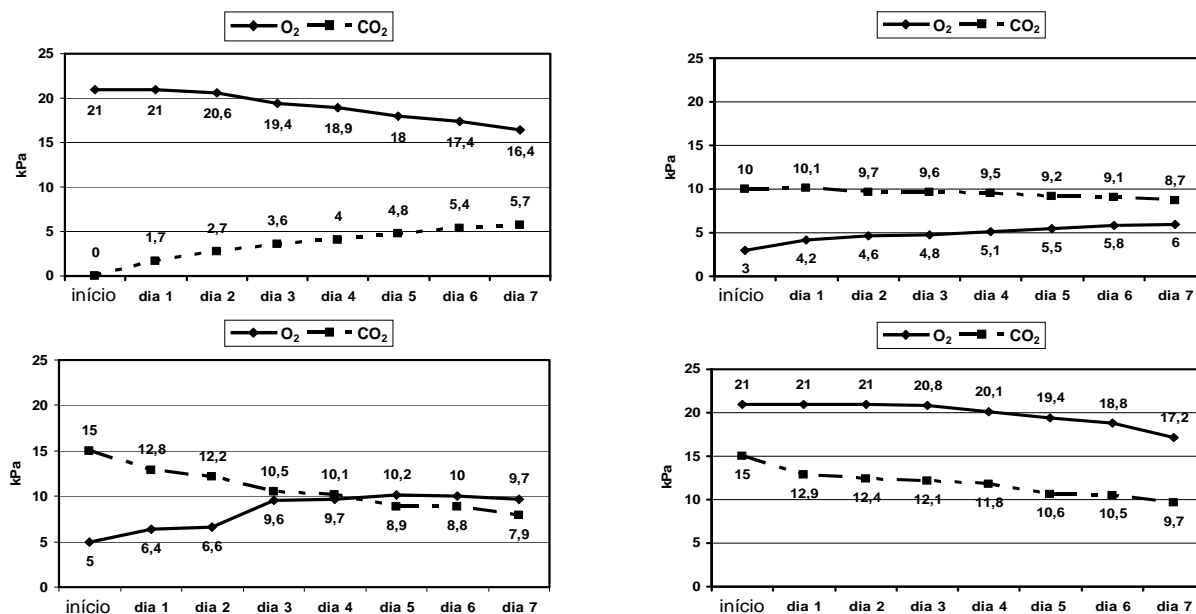 O₂ CO₂
25
20
15
10
5
0
kPa
21 21 20,6 19,4 18,9 18 17,4 16,4
0 1,7 2,7 3,6 4 4,8 5,4 5,7
início dia 1 dia 2 dia 3 dia 4 dia 5 dia 6 dia 7
O₂ CO₂
25
20
15
10
5
0
kPa
10 10,1 9,7 9,6 9,5 9,2 9,1 8,7
3 4,2 4,6 4,8 5,1 5,5 5,8 6
início dia 1 dia 2 dia 3 dia 4 dia 5 dia 6 dia 7
O₂ CO₂
25
20
15
10
5
0
kPa
15 12,8 12,2 10,5 10,1 10,2 10 9,7
5 6,4 6,6 9,6 9,7 8,9 8,8 7,9
início dia 1 dia 2 dia 3 dia 4 dia 5 dia 6 dia 7
O₂ CO₂
25
20
15
10
5
0
kPa
21 21 21 20,8 20,1 19,4 18,8 17,2
15 12,9 12,4 12,1 11,8 10,6 10,5 9,7
início dia 1 dia 2 dia 3 dia 4 dia 5 dia 6 dia 7